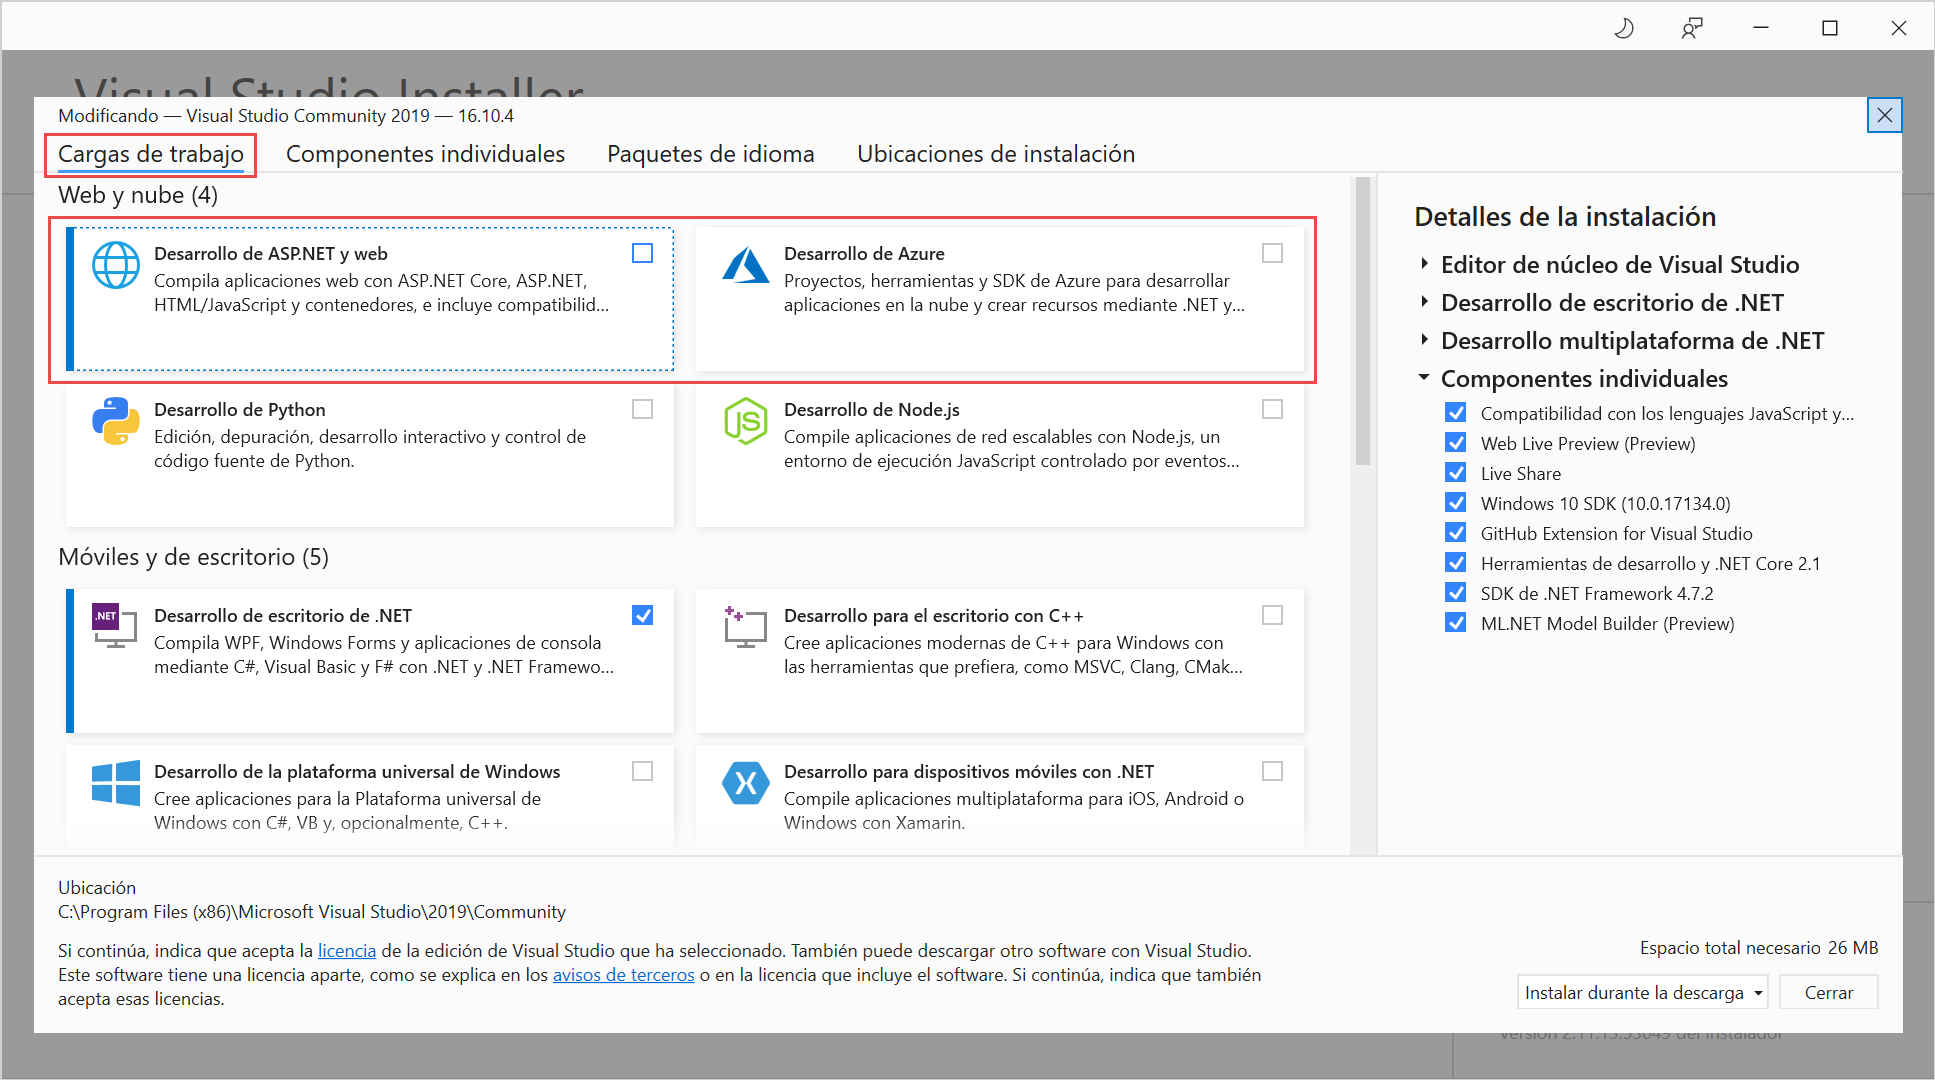 Visual Studio Installer
Modificando — Visual Studio Community 2019 — 16.10.4
Cargas de trabajo
Componentes individuales
Paquetes de idioma
Ubicaciones de instalación
Web y nube (4)
Desarrollo de ASP.NET y web
Compila aplicaciones web con ASP.NET Core, ASP.NET,
HTML/JavaScript y contenedores, e incluye compatibilid...
Desarrollo de Azure
Proyectos, herramientas y SDK de Azure para desarrollar
aplicaciones en la nube y crear recursos mediante .NET y...
Desarrollo de Python
Edición, depuración, desarrollo interactivo y control de
código fuente de Python.
JS
Desarrollo de Node.js
Compile aplicaciones de red escalables con Node.js, un
entorno de ejecución JavaScript controlado por eventos...
Móviles y de escritorio (5)
.NET
Desarrollo de escritorio de .NET
Compila WPF, Windows Forms y aplicaciones de consola
mediante C#, Visual Basic y F# con .NET y .NET Framewo...
Desarrollo para el escritorio con C++
Cree aplicaciones modernas de C++ para Windows con
las herramientas que prefiera, como MSVC, Clang, CMak...
Desarrollo de la plataforma universal de Windows
Cree aplicaciones para la Plataforma universal de
Windows con C#, VB y, opcionalmente, C++.
Desarrollo para dispositivos móviles con .NET
Compile aplicaciones multiplataforma para iOS, Android o
Windows con Xamarin.
Detalles de la instalación
Editor de núcleo de Visual Studio
Desarrollo de escritorio de .NET
Desarrollo multiplataforma de .NET
Componentes individuales
Compatibilidad con los lenguajes JavaScript y...
Web Live Preview (Preview)
Live Share
Windows 10 SDK (10.0.17134.0)
GitHub Extension for Visual Studio
Herramientas de desarrollo y .NET Core 2.1
SDK de .NET Framework 4.7.2
ML.NET Model Builder (Preview)
Ubicación
C:\Program Files (x86)\Microsoft Visual Studio\2019\Community
Si continúa, indica que acepta la licencia de la edición de Visual Studio que ha seleccionado. También puede descargar otro software con Visual Studio.
Este software tiene una licencia aparte, como se explica en los avisos de terceros o en la licencia que incluye el software. Si continúa, indica que también
acepta esas licencias.
Espacio total necesario 26 MB
Instalar durante la descarga
Cerrar
del instalador